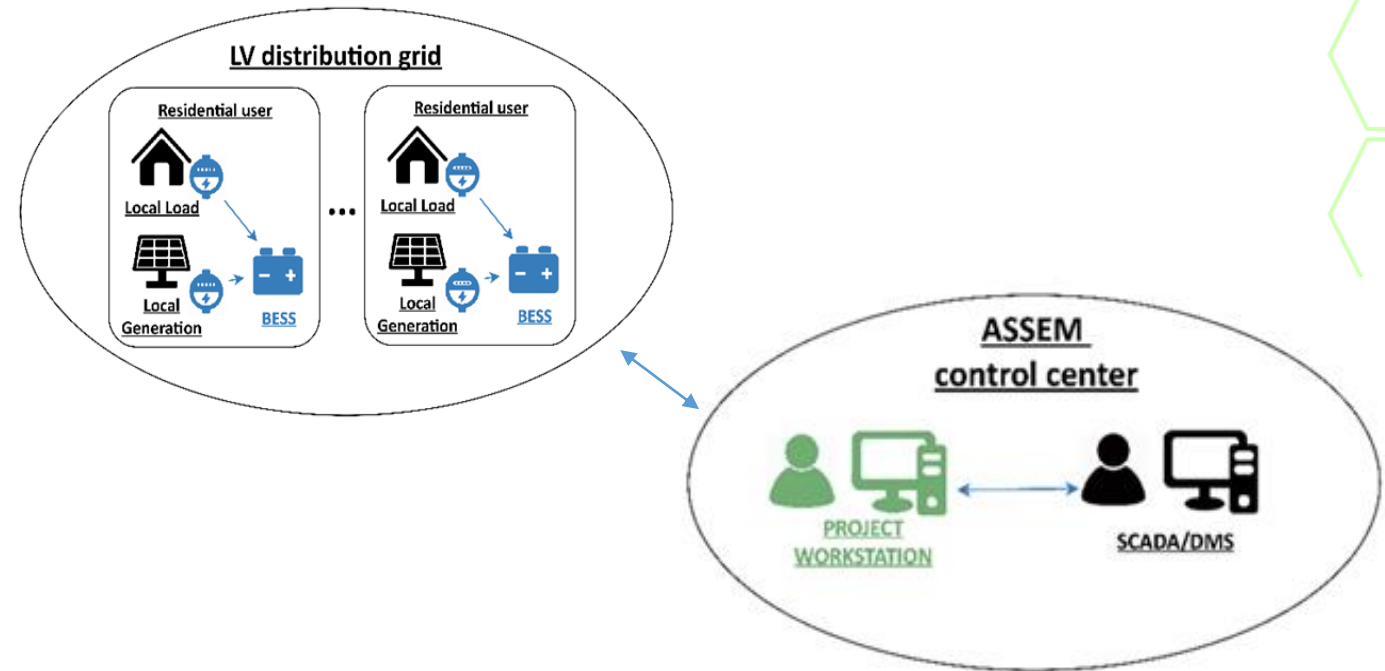 LV distribution grid
Residential user
Local Load
Local
Generation
BESS
...
Residential user
Local Load
Local
Generation
BESS
ASSEM
control center
PROJECT
WORKSTATION
SCADA/DMS